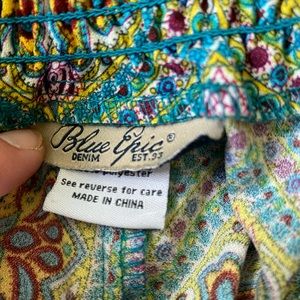 Blue Epic®
DENIM EST. 93
polyester
See reverse for care
MADE IN CHINA